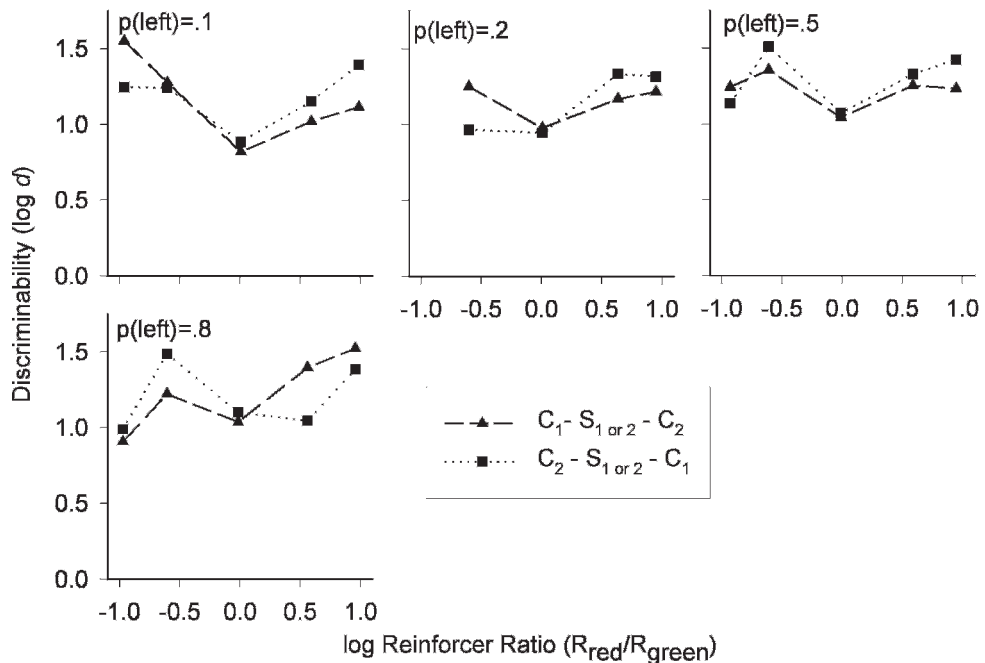 p(left)=.1
p(left)=.2
p(left)=.5
1.5
1.0
0.5
0.0
-1.0 -0.5 0.0 0.5 1.0
-1.0 -0.5 0.0 0.5 1.0
Discriminability (log d)
p(left)=.8
1.5
1.0
0.5
0.0
-1.0 -0.5 0.0 0.5 1.0
C1- S1 or 2 - C2
C2 - S1 or 2 - C1
log Reinforcer Ratio (Rred/Rgreen)